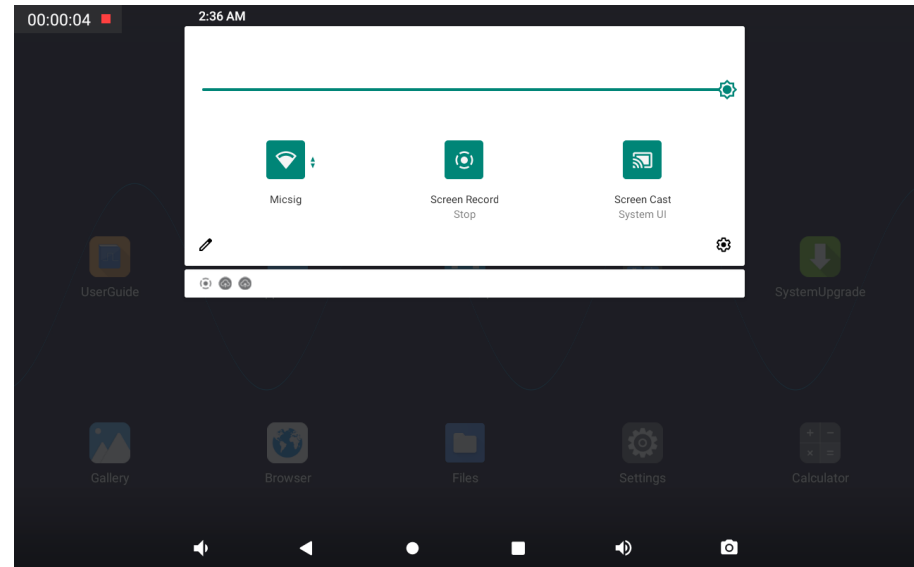 00:00:04
2:36 AM
Micsig
Screen Record
Stop
Screen Cast
System UI
UserGuide
SystemUpgrade
Gallery
Browser
Files
Settings
Calculator